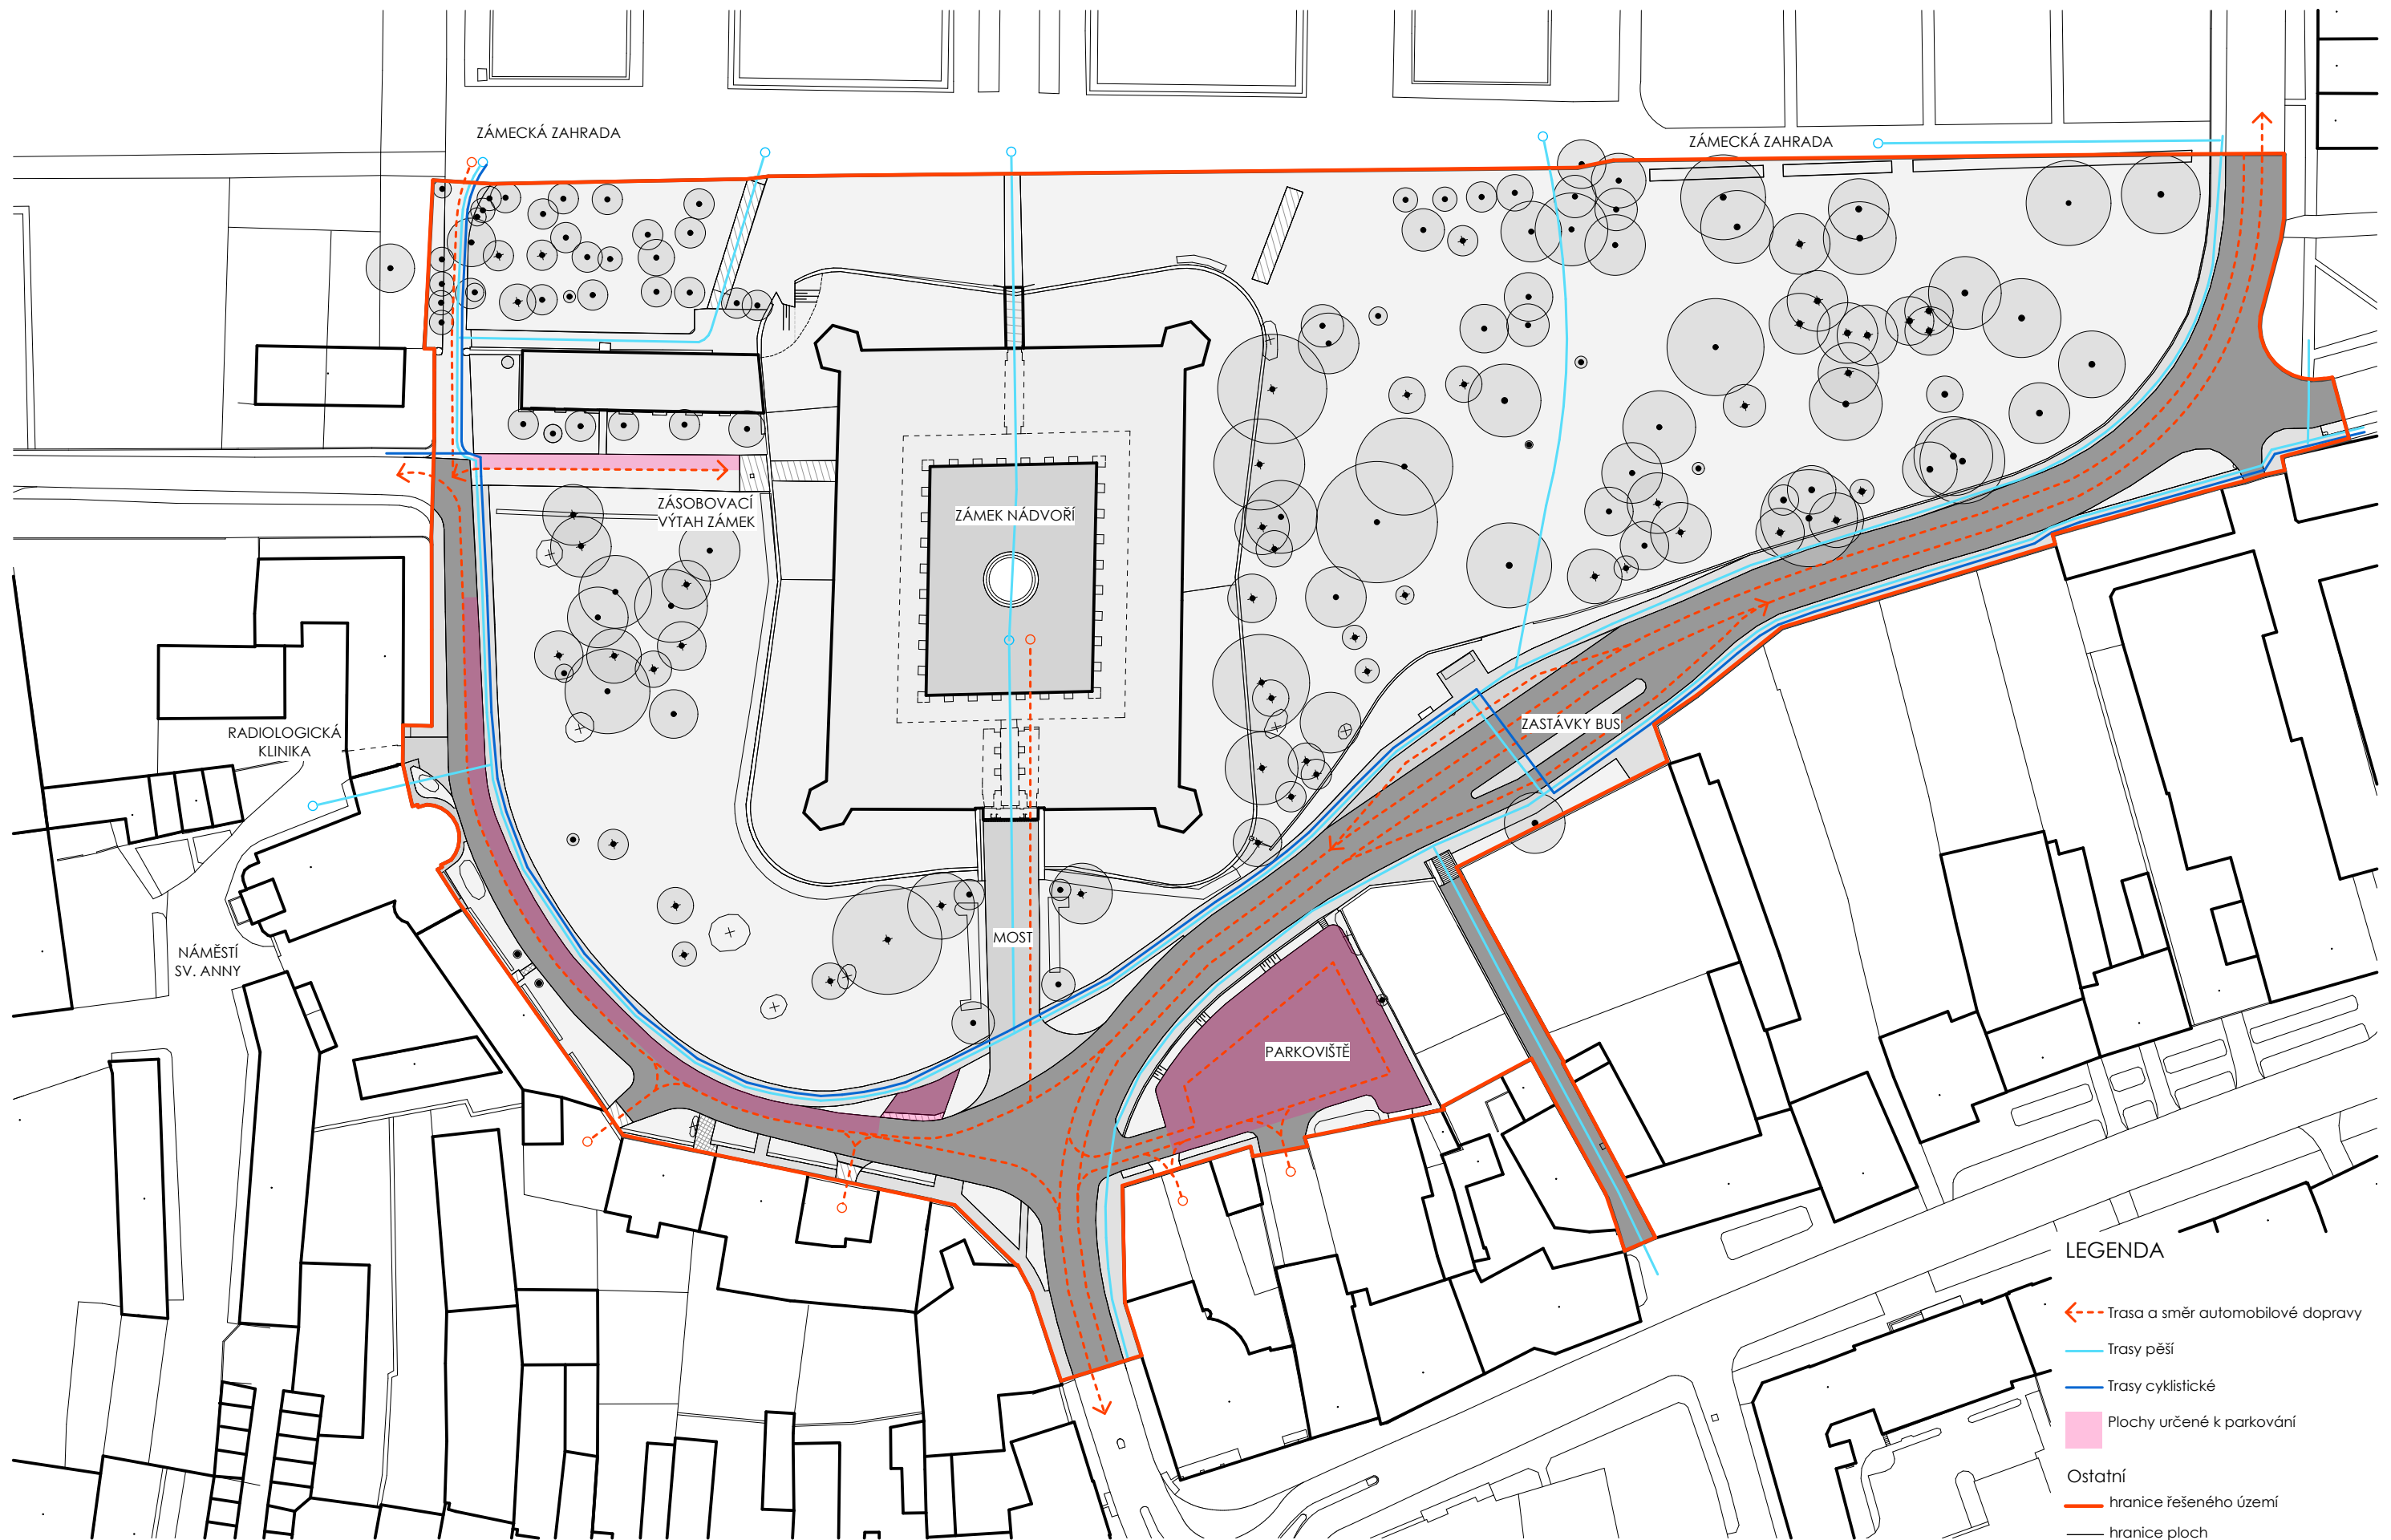 ZÁMECKÁ ZAHRADA
ZÁMECKÁ ZAHRADA
ZÁSOBOVACÍ
VÝTAH ZÁMEK
ZÁMEK NÁDVOŘÍ
RADIOLOGICKÁ
KLINIKA
ZASTÁVKY BUS
NÁMĚSTÍ
SV. ANNY
MOST
PARKOVIŠTĚ
LEGENDA
Trasa a směr automobilové dopravy
Trasy pěší
Trasy cyklistické
Plochy určené k parkování
Ostatní
hranice řešeného území
hranice ploch